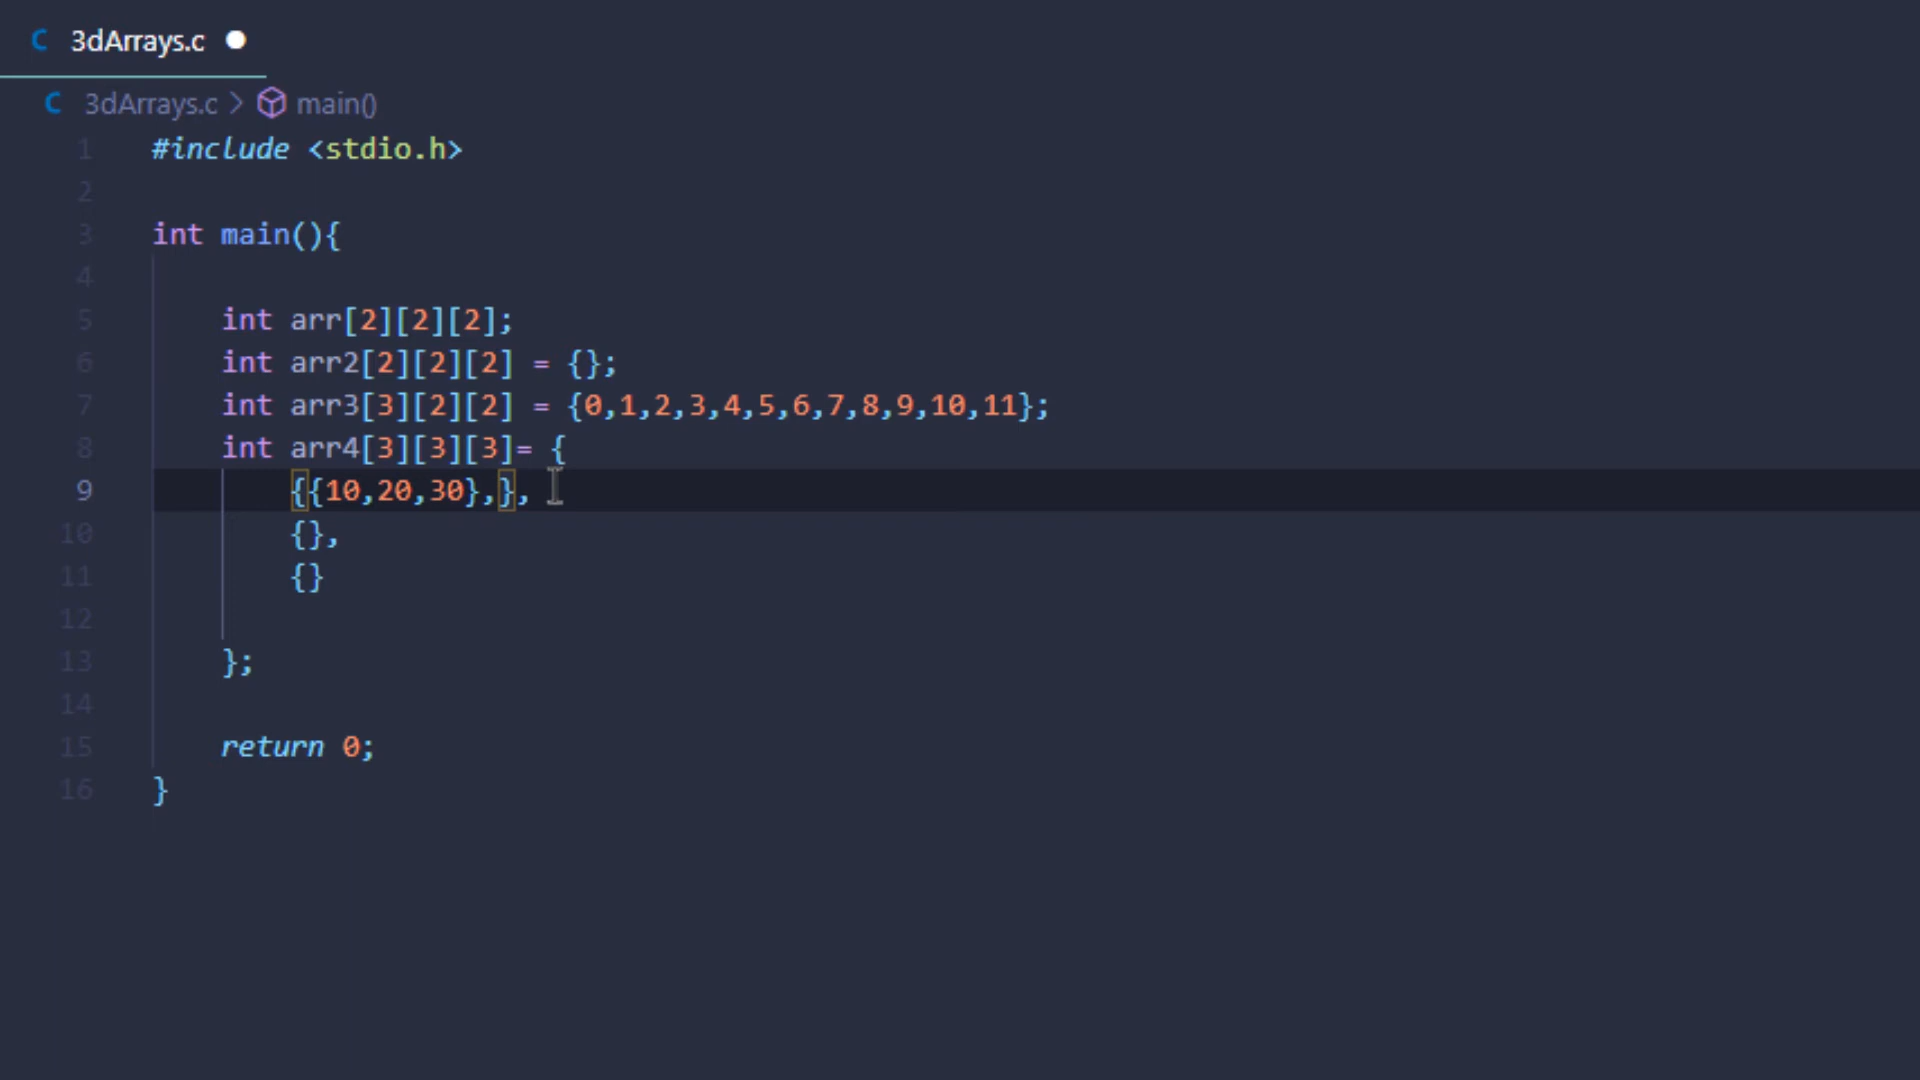 C 3dArrays.c
C 3dArrays.c > main()
1 #include <stdio.h>
2
3 int main(){
4
5 int arr[2][2][2];
6 int arr2[2][2][2] = {};
7 int arr3[3][2][2] = {0,1,2,3,4,5,6,7,8,9,10,11};
8 int arr4[3][3][3]= {
9 {{10,20,30},},
10 {},
11 {}
12
13 };
14
15 return 0;
16 }